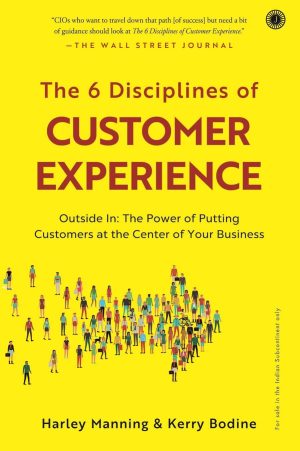 “CIOs who want to travel down that path [of success] but need a bit
of guidance should look at The 6 Disciplines of Customer Experience.”
—THE WALL STREET JOURNAL
The 6 Disciplines of
CUSTOMER
EXPERIENCE
Outside In: The Power of Putting
Customers at the Center of Your Business
For sale in the Indian Subcontinent only
Harley Manning & Kerry Bodine